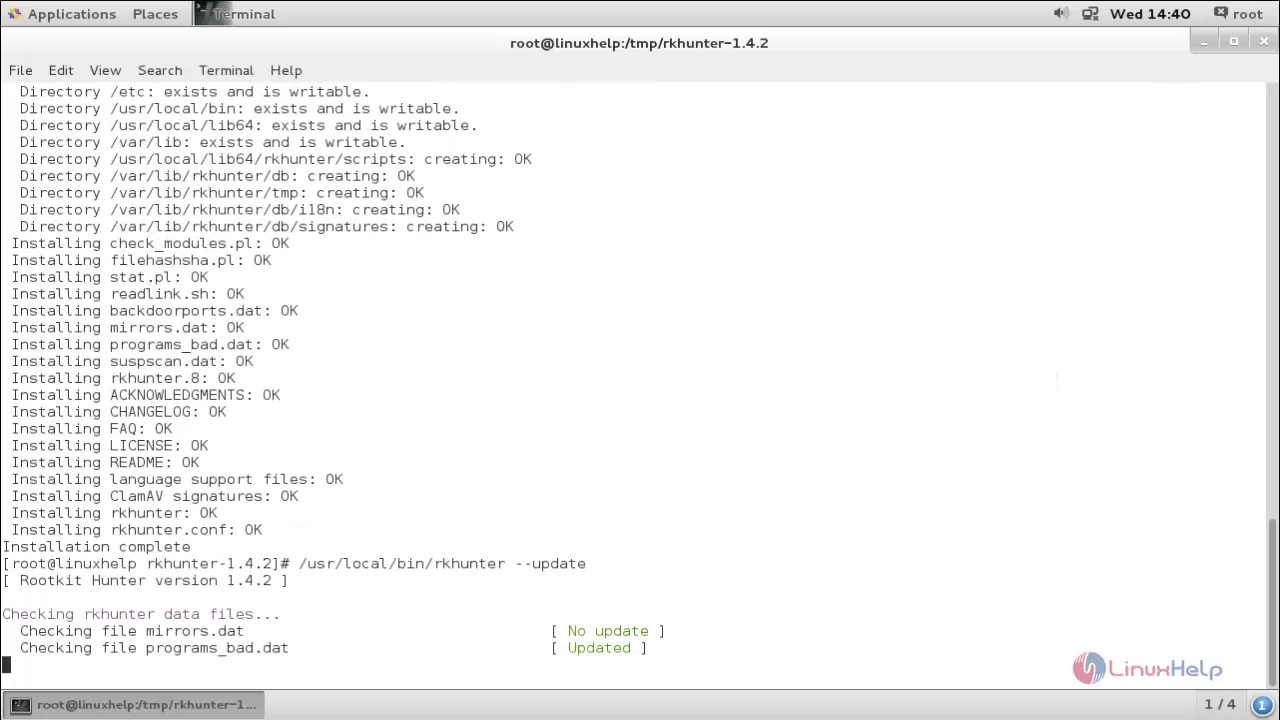 Applications Places Terminal Wed 14:40 root
root@linuxhelp:/tmp/rkhunter-1.4.2
File Edit View Search Terminal Help
Directory /etc: exists and is writable.
Directory /usr/local/bin: exists and is writable.
Directory /usr/local/lib64: exists and is writable.
Directory /var/lib: exists and is writable.
Directory /usr/local/lib64/rkhunter/scripts: creating: OK
Directory /var/lib/rkhunter/db: creating: OK
Directory /var/lib/rkhunter/tmp: creating: OK
Directory /var/lib/rkhunter/db/i18n: creating: OK
Directory /var/lib/rkhunter/db/signatures: creating: OK
Installing check_modules.pl: OK
Installing filehashsha.pl: OK
Installing stat.pl: OK
Installing readlink.sh: OK
Installing backdoorports.dat: OK
Installing mirrors.dat: OK
Installing programs_bad.dat: OK
Installing suspscan.dat: OK
Installing rkhunter.8: OK
Installing ACKNOWLEDGMENTS: OK
Installing CHANGELOG: OK
Installing FAQ: OK
Installing LICENSE: OK
Installing README: OK
Installing language support files: OK
Installing ClamAV signatures: OK
Installing rkhunter: OK
Installing rkhunter.conf: OK
Installation complete
[root@linuxhelp rkhunter-1.4.2]# /usr/local/bin/rkhunter --update
[ Rootkit Hunter version 1.4.2 ]
Checking rkhunter data files...
Checking file mirrors.dat [ No update ]
Checking file programs_bad.dat [ Updated ]
LinuxHelp
root@linuxhelp:/tmp/rkhunter-1... 1 / 4 1